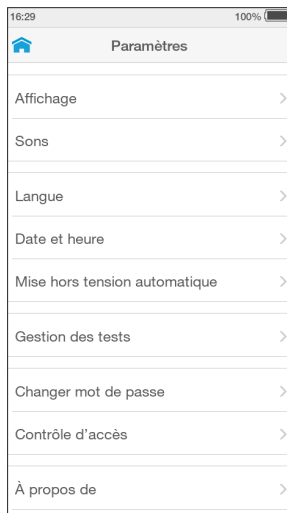 16:29 100%
Paramètres
Affichage
Sons
Langue
Date et heure
Mise hors tension automatique
Gestion des tests
Changer mot de passe
Contrôle d’accès
À propos de